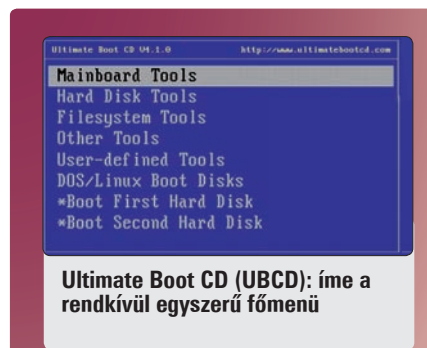 Ultimate Boot CD V4.1.0 http://www.ultimatebootcd.com
Mainboard Tools
Hard Disk Tools
Filesystem Tools
Other Tools
User-defined Tools
DOS/Linux Boot Disks
*Boot First Hard Disk
*Boot Second Hard Disk
Ultimate Boot CD (UBCD): íme a
rendkívül egyszerű főmenü